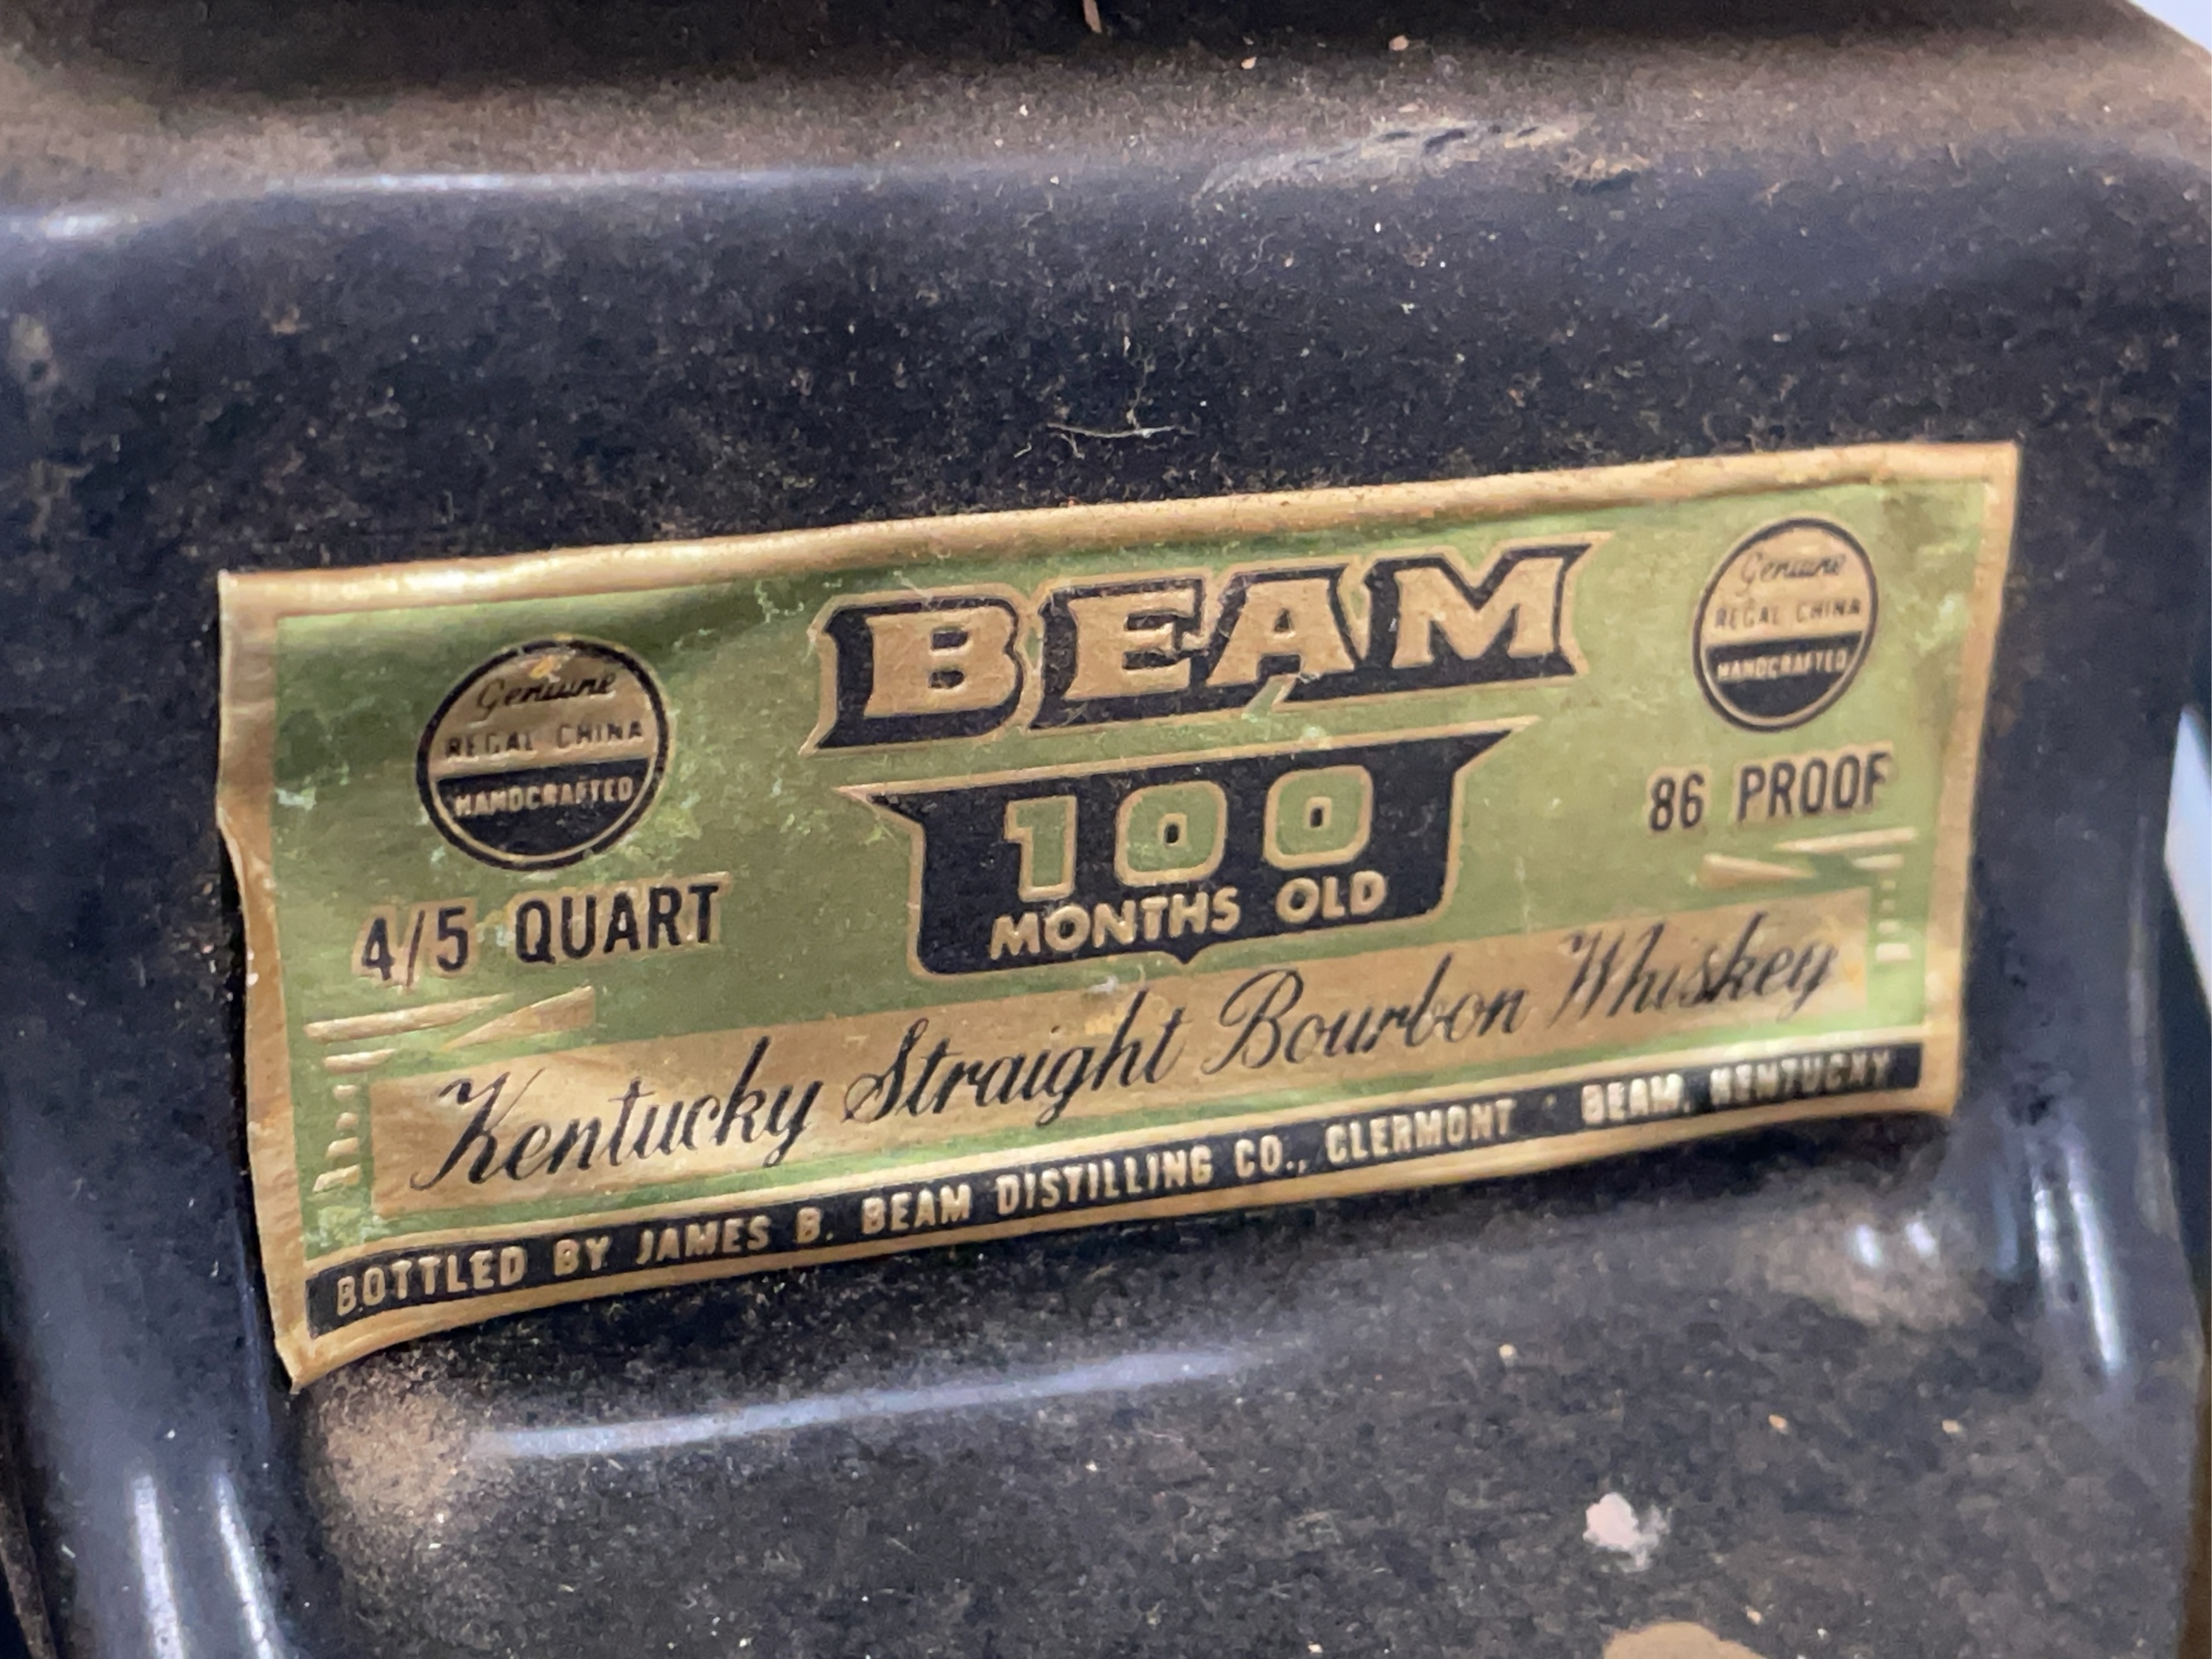 BEAM
100
MONTHS OLD
Genuine
REGAL CHINA
HANDCRAFTED
4/5 QUART
Genuine
REGAL CHINA
HANDCRAFTED
86 PROOF
Kentucky Straight Bourbon Whiskey
BOTTLED BY JAMES B. BEAM DISTILLING CO., CLERMONT · BEAM, KENTUCKY